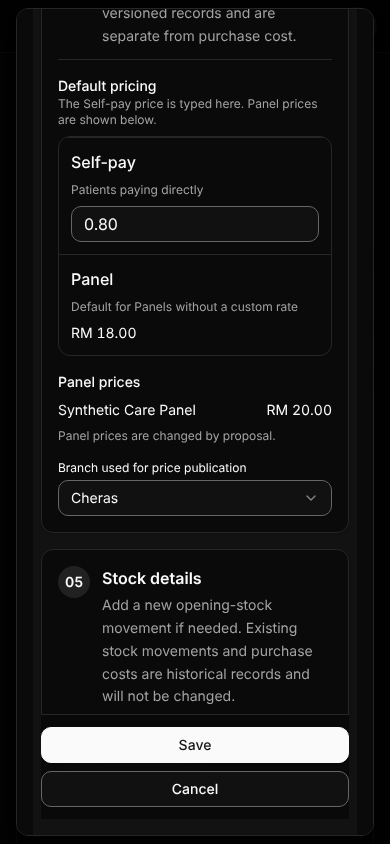 versioned records and are
separate from purchase cost.
Default pricing
The Self-pay price is typed here. Panel prices
are shown below.
Self-pay
Patients paying directly
0.80
Panel
Default for Panels without a custom rate
RM 18.00
Panel prices
Synthetic Care Panel RM 20.00
Panel prices are changed by proposal.
Branch used for price publication
Cheras
05 Stock details
Add a new opening-stock
movement if needed. Existing
stock movements and purchase
costs are historical records and
will not be changed.
Save
Cancel